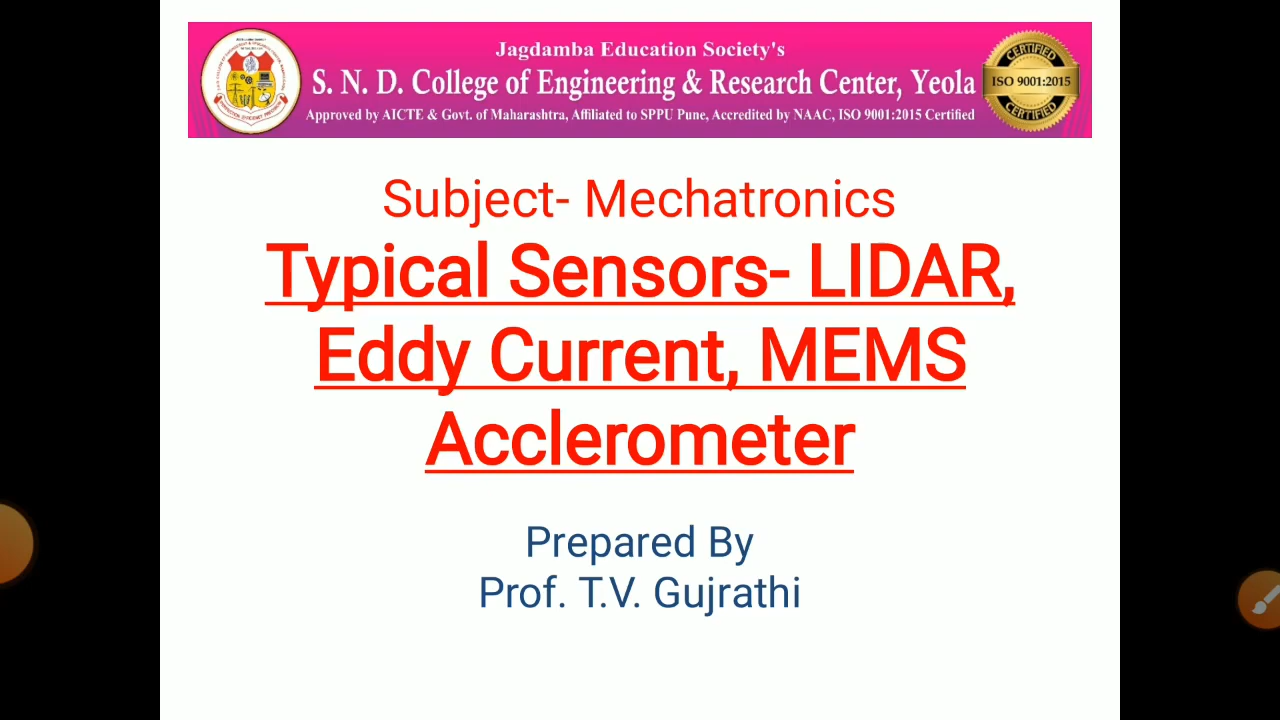 Jagdamba Education Society's
S. N. D. College of Engineering & Research Center, Yeola
Approved by AICTE & Govt. of Maharashtra, Affiliated to SPPU Pune, Accredited by NAAC, ISO 9001:2015 Certified
CERTIFIED
ISO 9001:2015
CERTIFIED
Subject- Mechatronics
Typical Sensors- LIDAR,
Eddy Current, MEMS
Acclerometer
Prepared By
Prof. T.V. Gujrathi